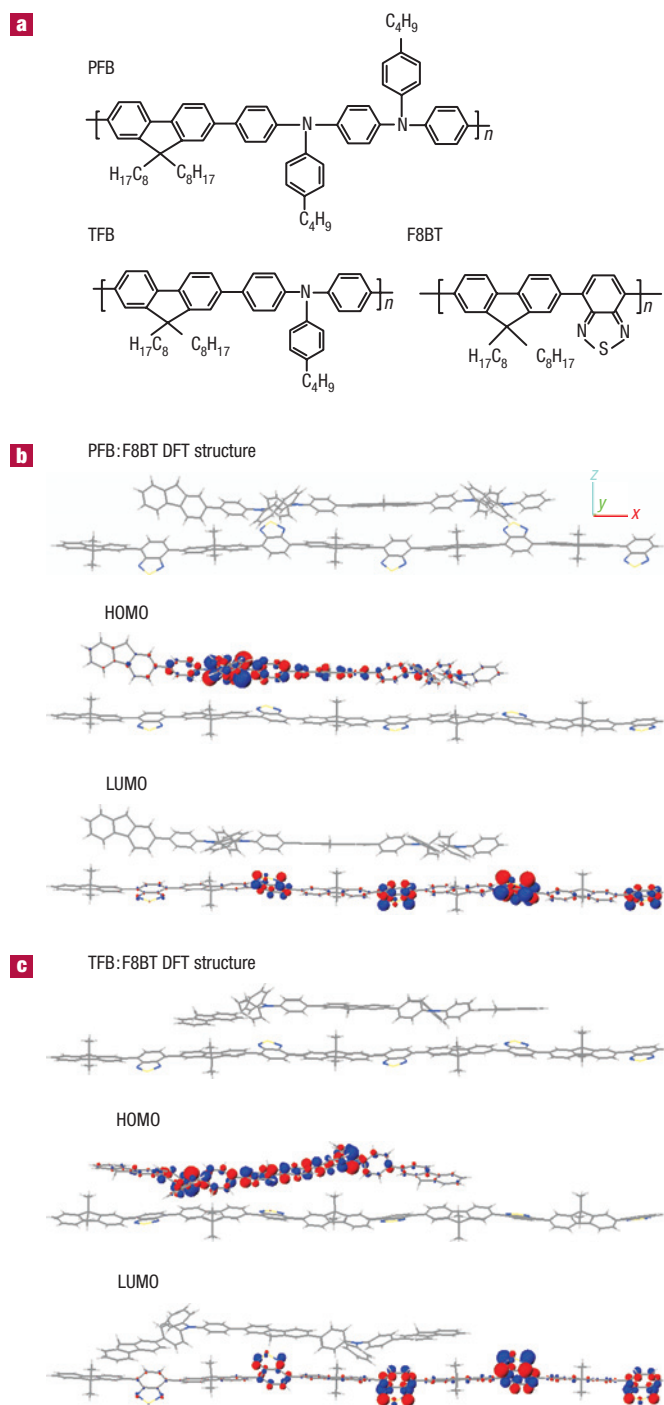 a
PFB
C₄H₉
N
N
n
H₁₇C₈ C₈H₁₇
C₄H₉
TFB
F8BT
N
n
H₁₇C₈ C₈H₁₇
C₄H₉
n
N N
S
H₁₇C₈ C₈H₁₇
b
PFB:F8BT DFT structure
z
y
x
HOMO
LUMO
c
TFB:F8BT DFT structure
HOMO
LUMO